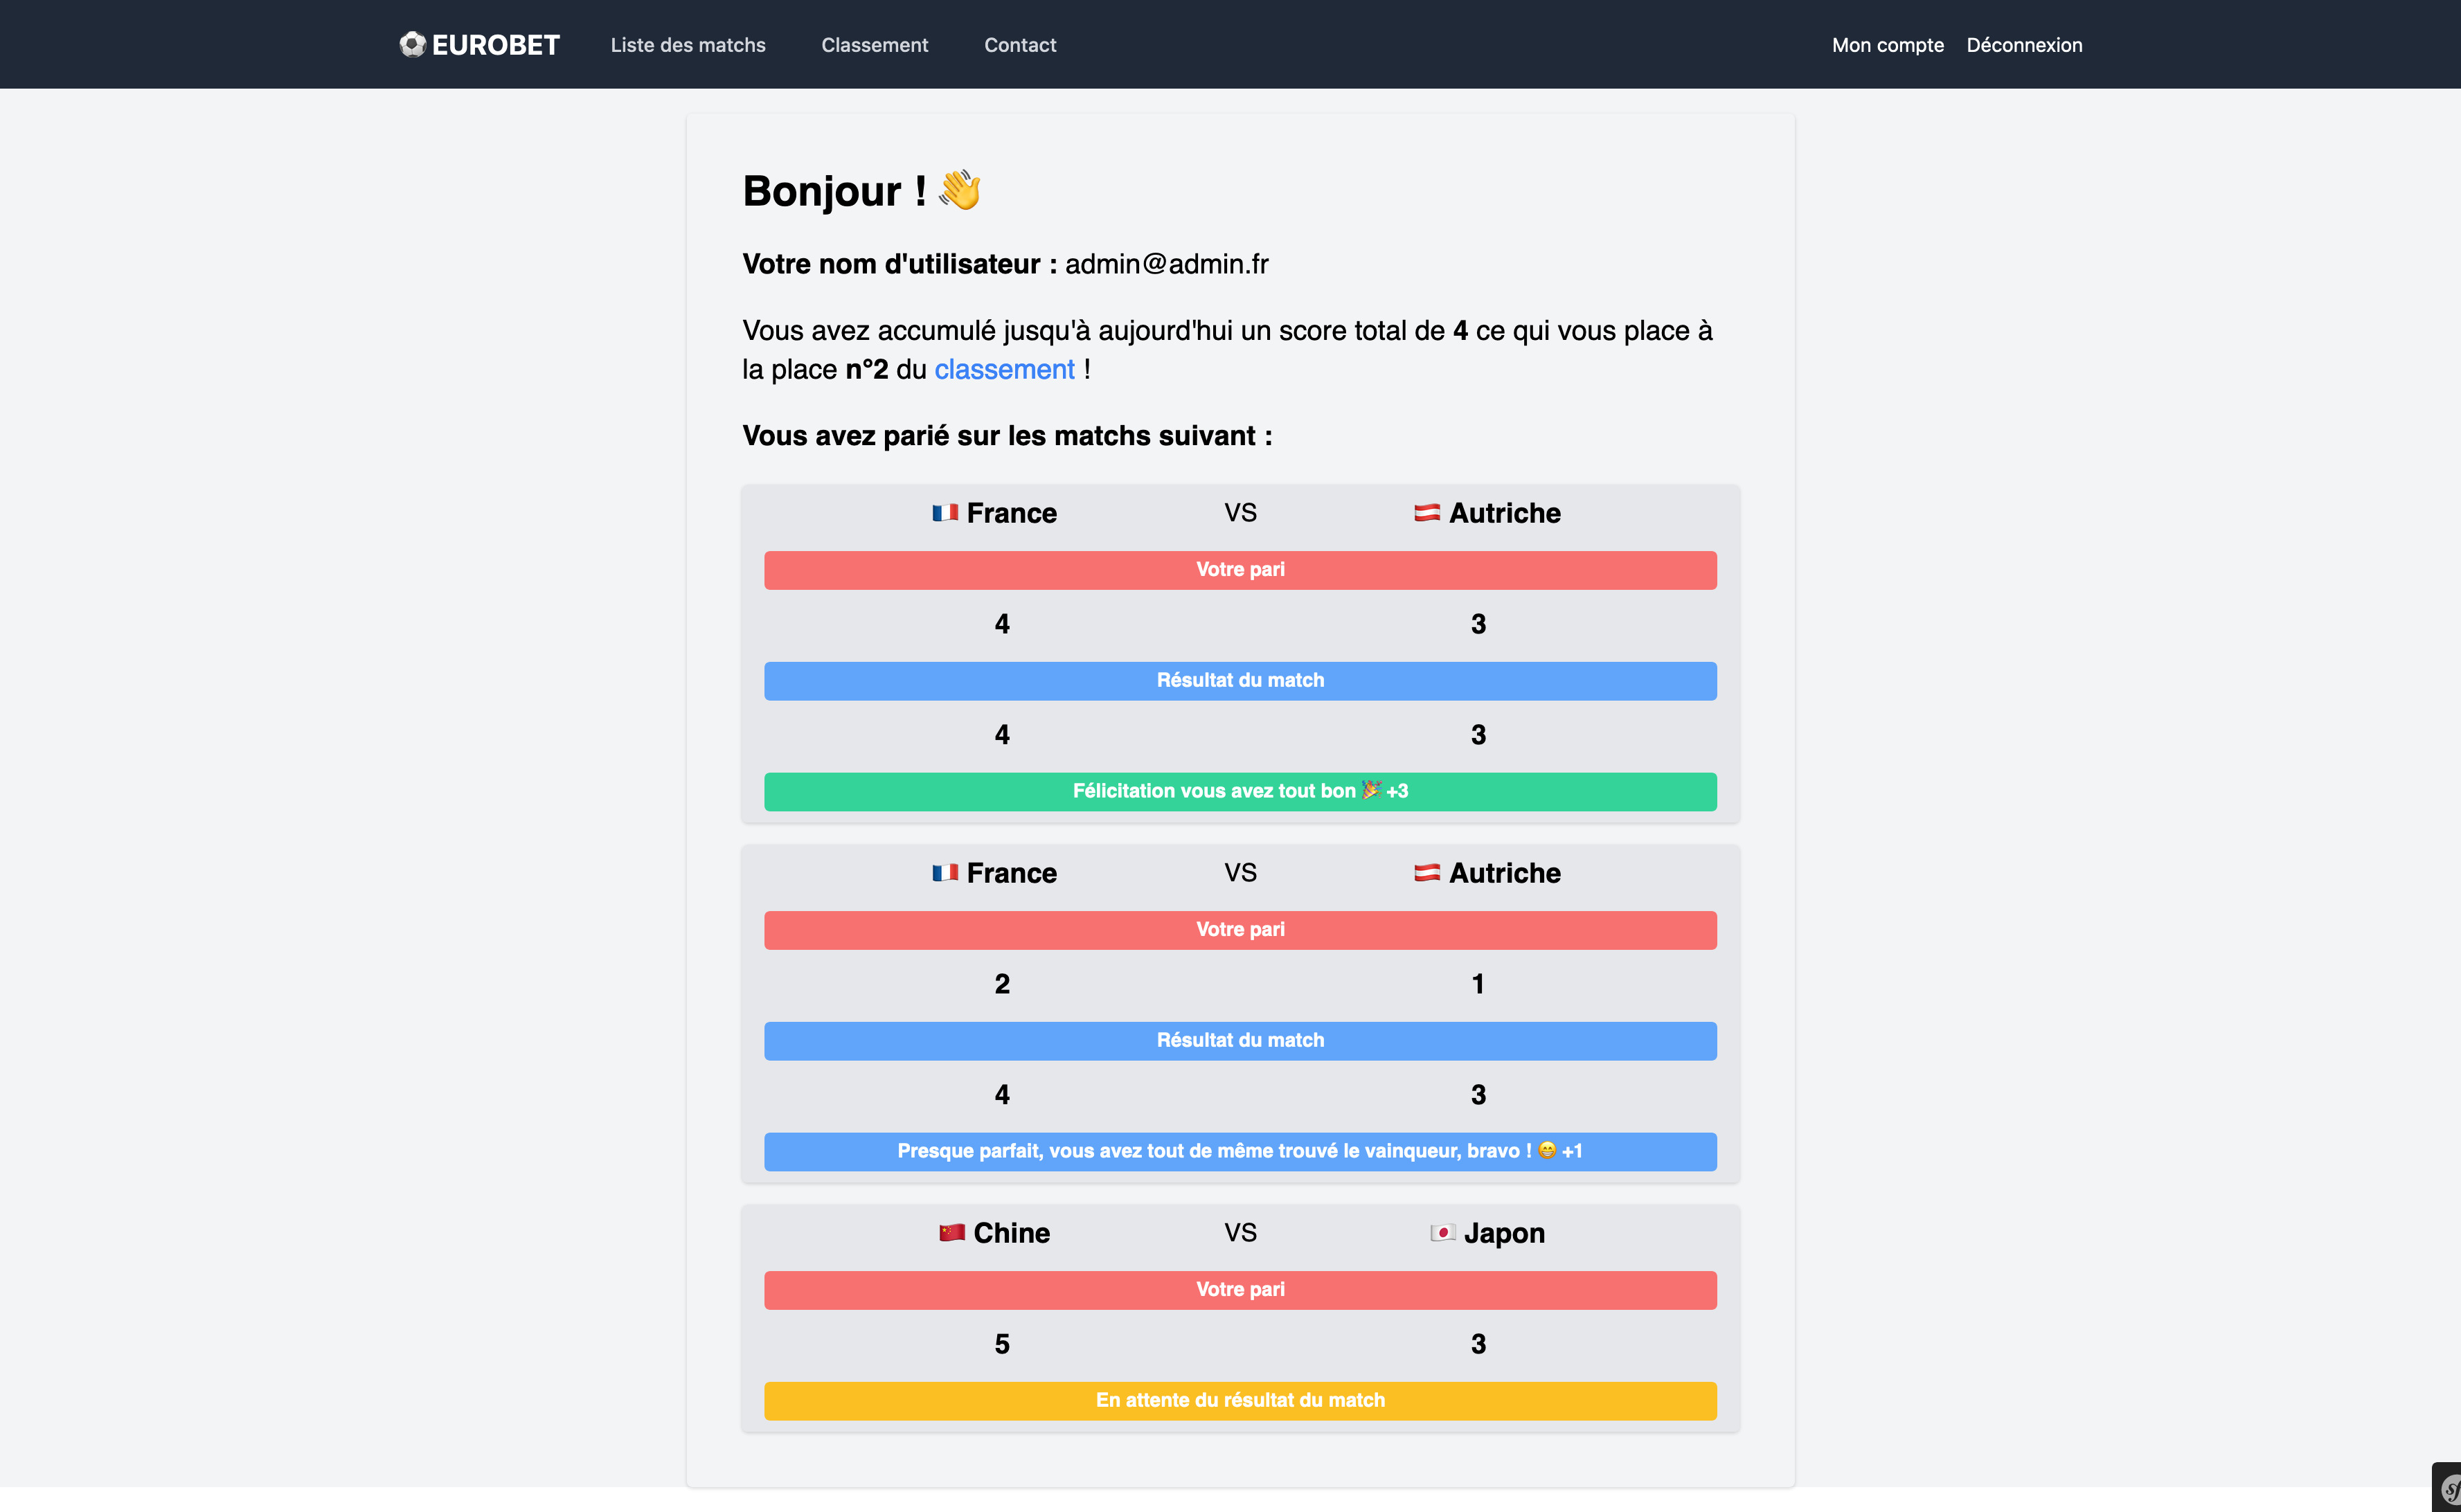 ⚽ EUROBET Liste des matchs Classement Contact Mon compte Déconnexion
Bonjour ! 👋
Votre nom d'utilisateur : admin@admin.fr
Vous avez accumulé jusqu'à aujourd'hui un score total de 4 ce qui vous place à
la place n°2 du classement !
Vous avez parié sur les matchs suivant :
🇫🇷 France VS 🇦🇹 Autriche
Votre pari
4 3
Résultat du match
4 3
Félicitation vous avez tout bon 🎉 +3
🇫🇷 France VS 🇦🇹 Autriche
Votre pari
2 1
Résultat du match
4 3
Presque parfait, vous avez tout de même trouvé le vainqueur, bravo ! 😁 +1
🇨🇳 Chine VS 🇯🇵 Japon
Votre pari
5 3
En attente du résultat du match